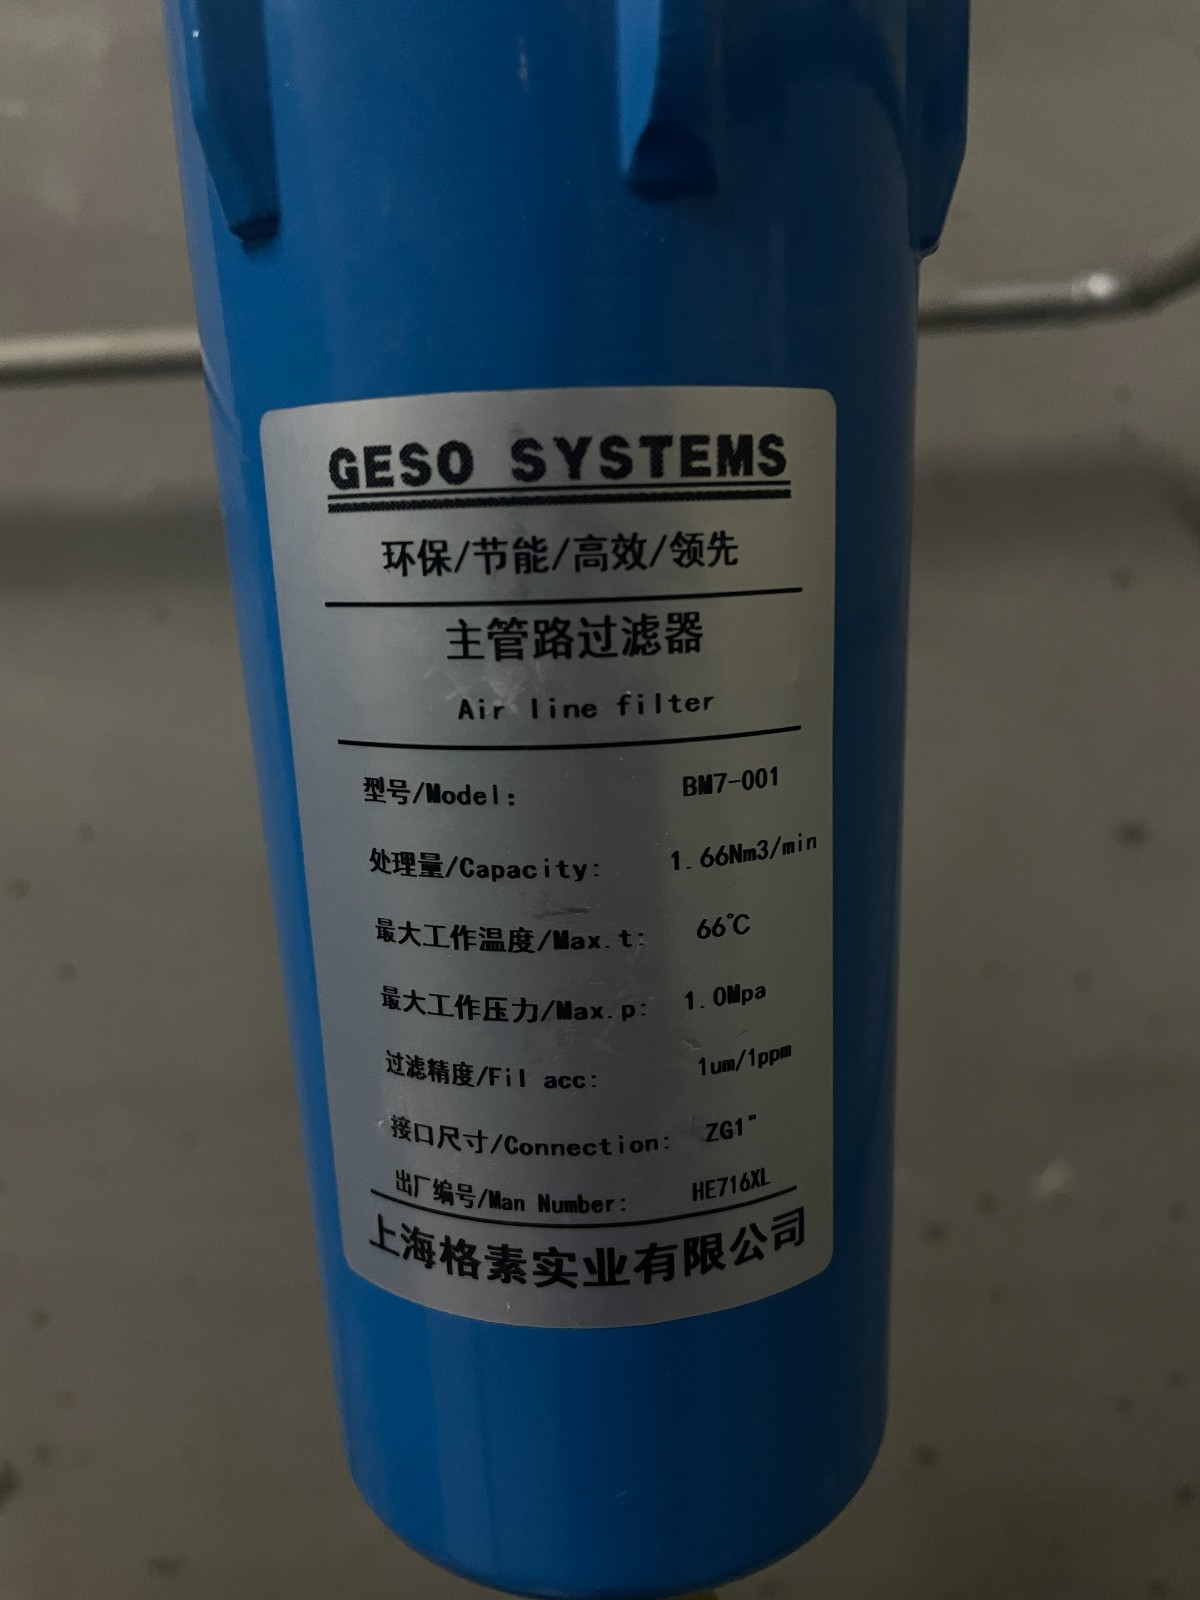 GESO SYSTEMS
环保/节能/高效/领先
主管路过滤器
Air line filter
型号/Model: BM7-001
处理量/Capacity: 1.66Nm3/min
最大工作温度/Max.t: 66℃
最大工作压力/Max.p: 1.0Mpa
过滤精度/Fil acc: 1um/1ppm
接口尺寸/Connection: ZG1"
出厂编号/Man Number: HE716XL
上海格素实业有限公司